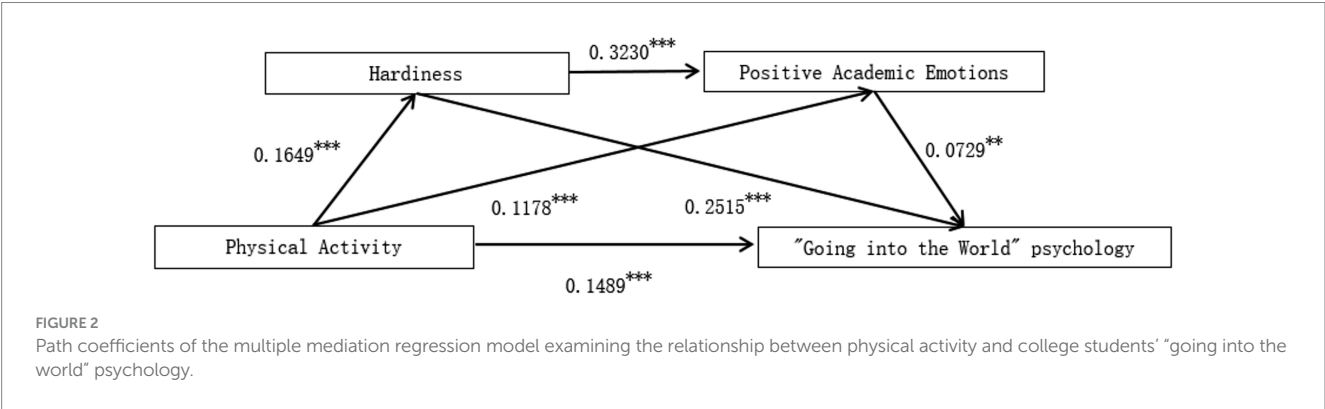 0.3230***
Hardiness
Positive Academic Emotions
0.1649***
0.0729**
0.1178***
0.2515***
Physical Activity
"Going into the World" psychology
0.1489***
FIGURE 2
Path coefficients of the multiple mediation regression model examining the relationship between physical activity and college students’ “going into the
world” psychology.